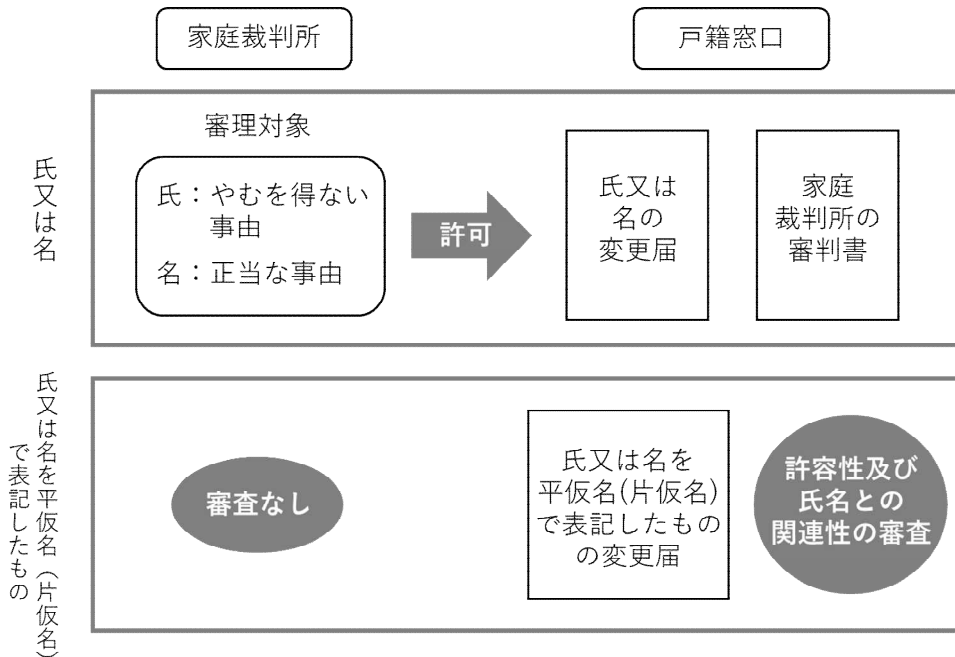 家庭裁判所
戸籍窓口
氏又は名
審理対象
氏：やむを得ない
事由
名：正当な事由
許可
氏又は
名の
変更届
家庭
裁判所の
審判書
氏又は名を平仮名（片仮名）
で表記したもの
審査なし
氏又は名を
平仮名(片仮名)
で表記したもの
の変更届
許容性及び
氏名との
関連性の審査